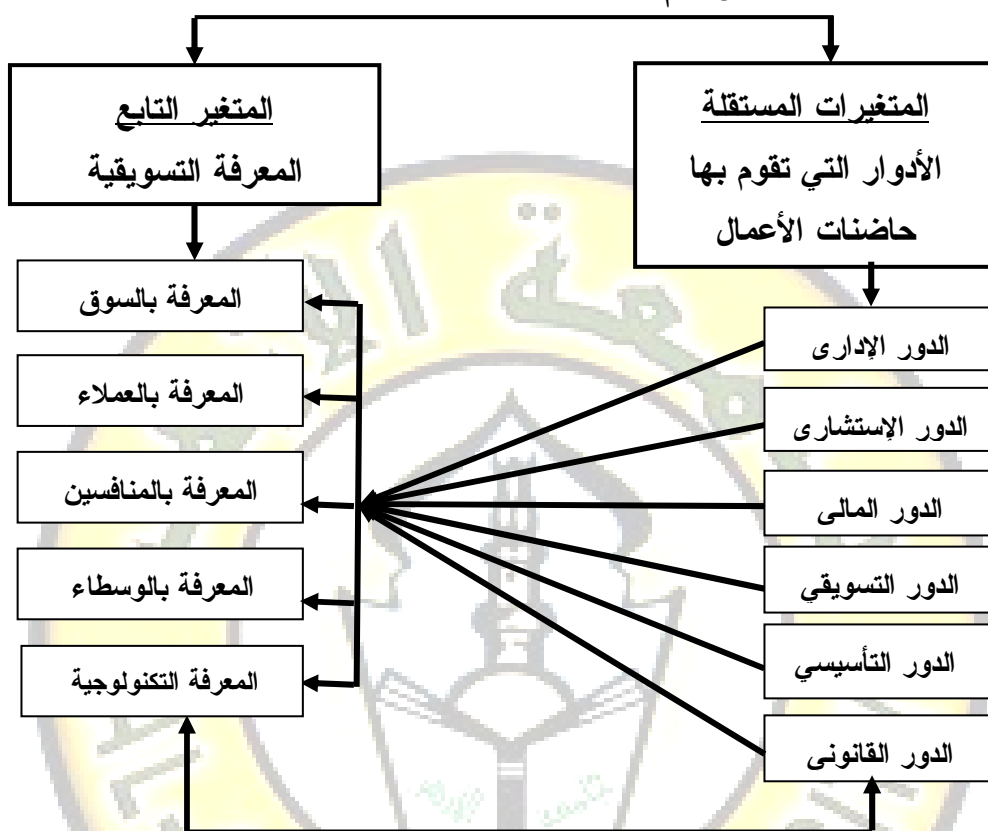 المتغيرات المستقلة
الأدوار التي تقوم بها
حاضنات الأعمال
الدور الإدارى
الدور الإستشارى
الدور المالى
الدور التسويقي
الدور التأسيسي
الدور القانونى
المتغير التابع
المعرفة التسويقية
المعرفة بالسوق
المعرفة بالعملاء
المعرفة بالمنافسين
المعرفة بالوسطاء
المعرفة التكنولوجية